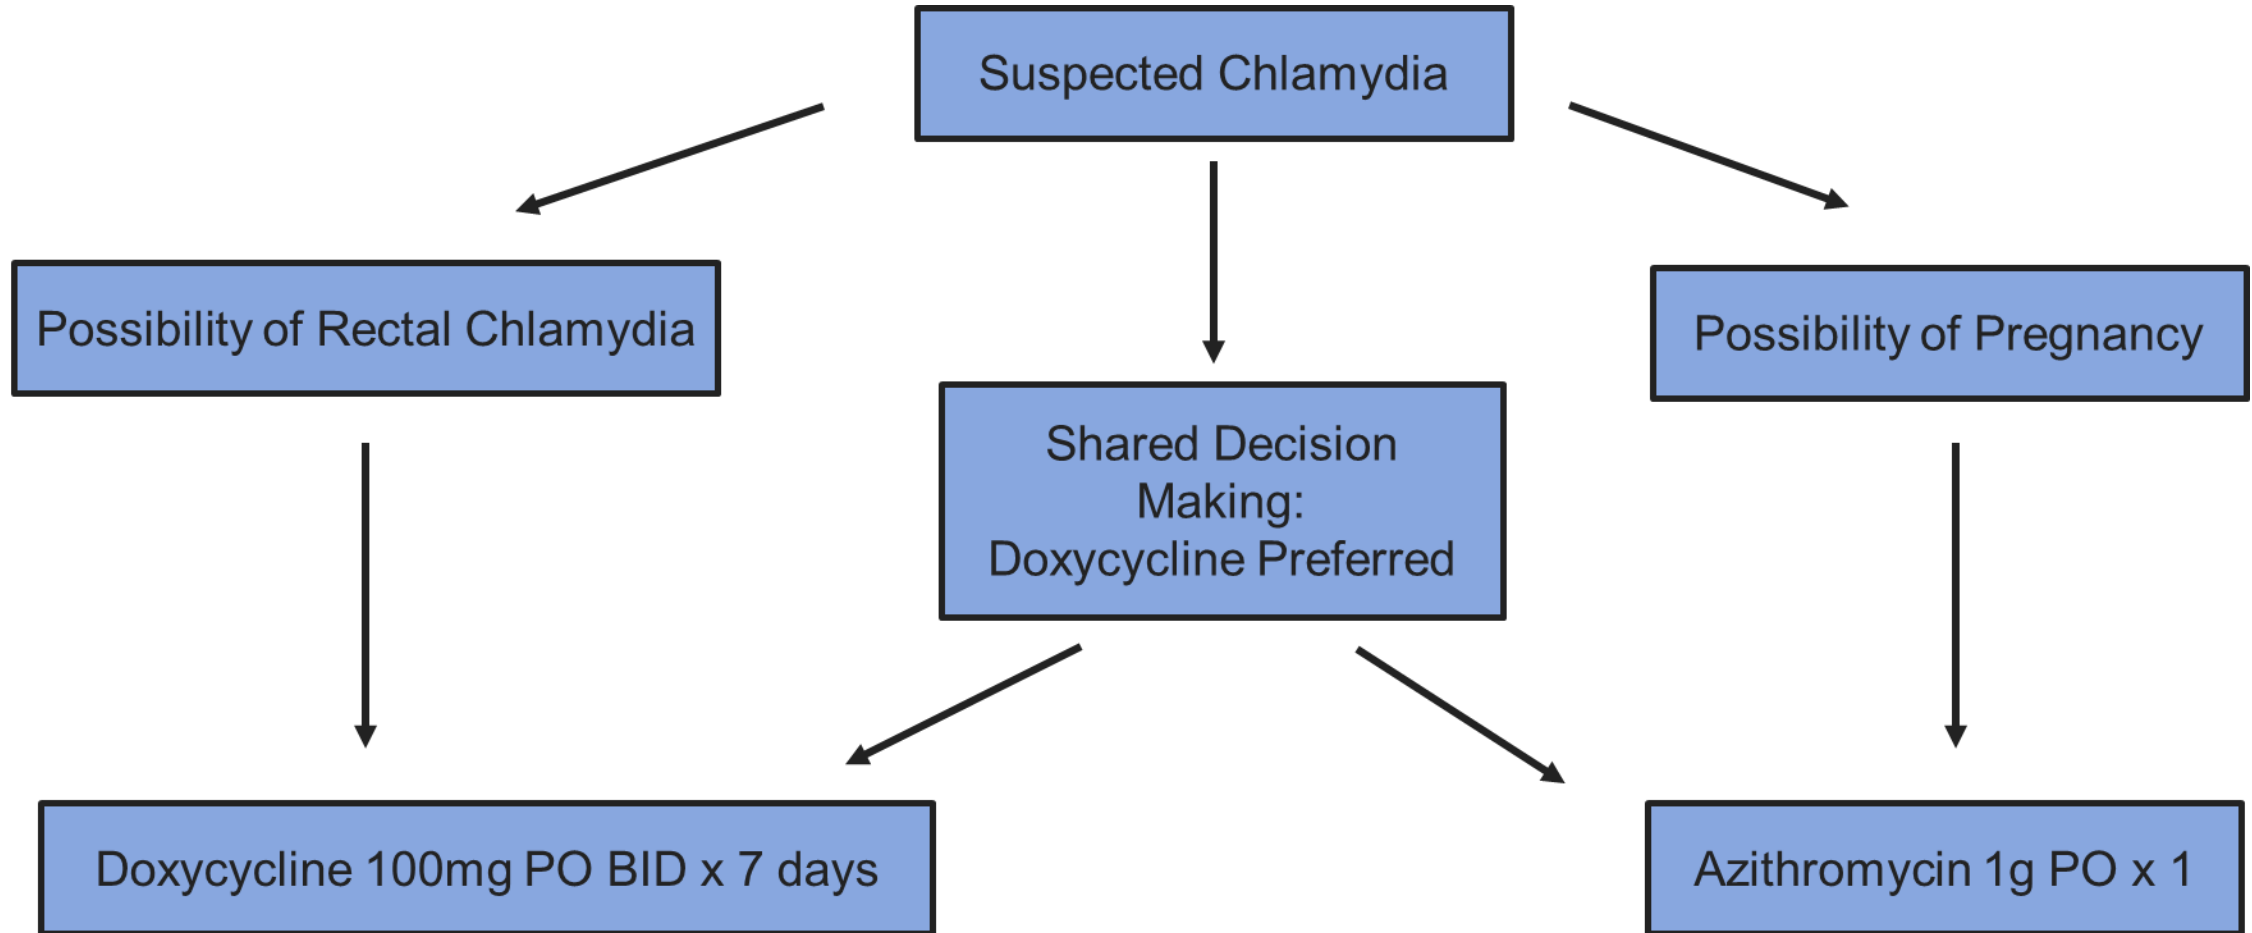 Suspected Chlamydia
Possibility of Rectal Chlamydia
Possibility of Pregnancy
Shared Decision
Making:
Doxycycline Preferred
Doxycycline 100mg PO BID x 7 days
Azithromycin 1g PO x 1